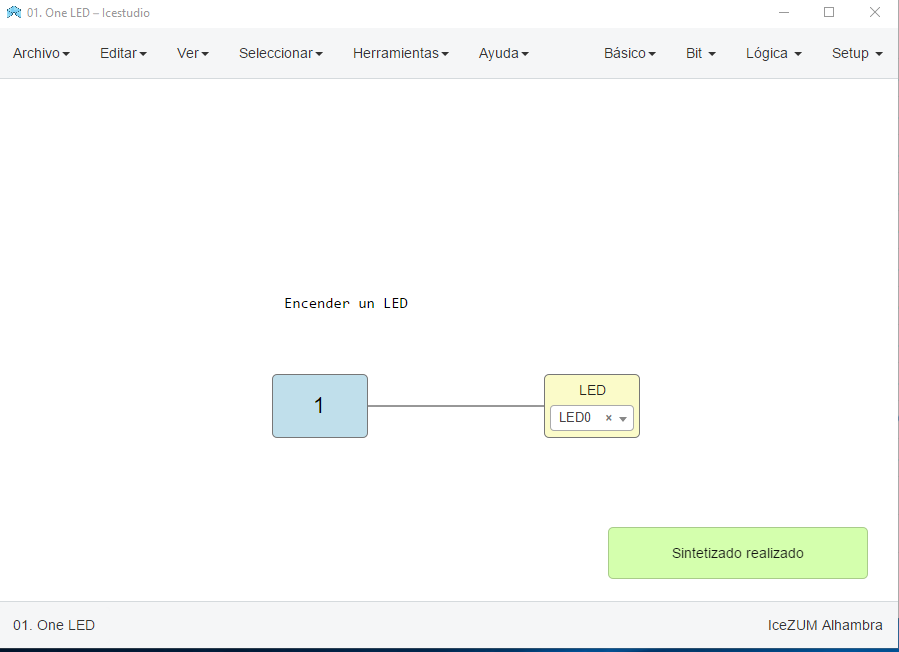 01. One LED – Icestudio
Archivo Editar Ver Seleccionar Herramientas Ayuda Básico Bit Lógica Setup
Encender un LED
1
LED
LED0 ×
Sintetizado realizado
01. One LED IceZUM Alhambra